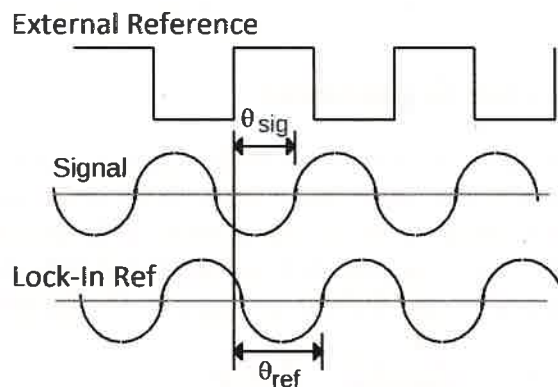 External Reference
θsig
Signal
Lock-In Ref
θref